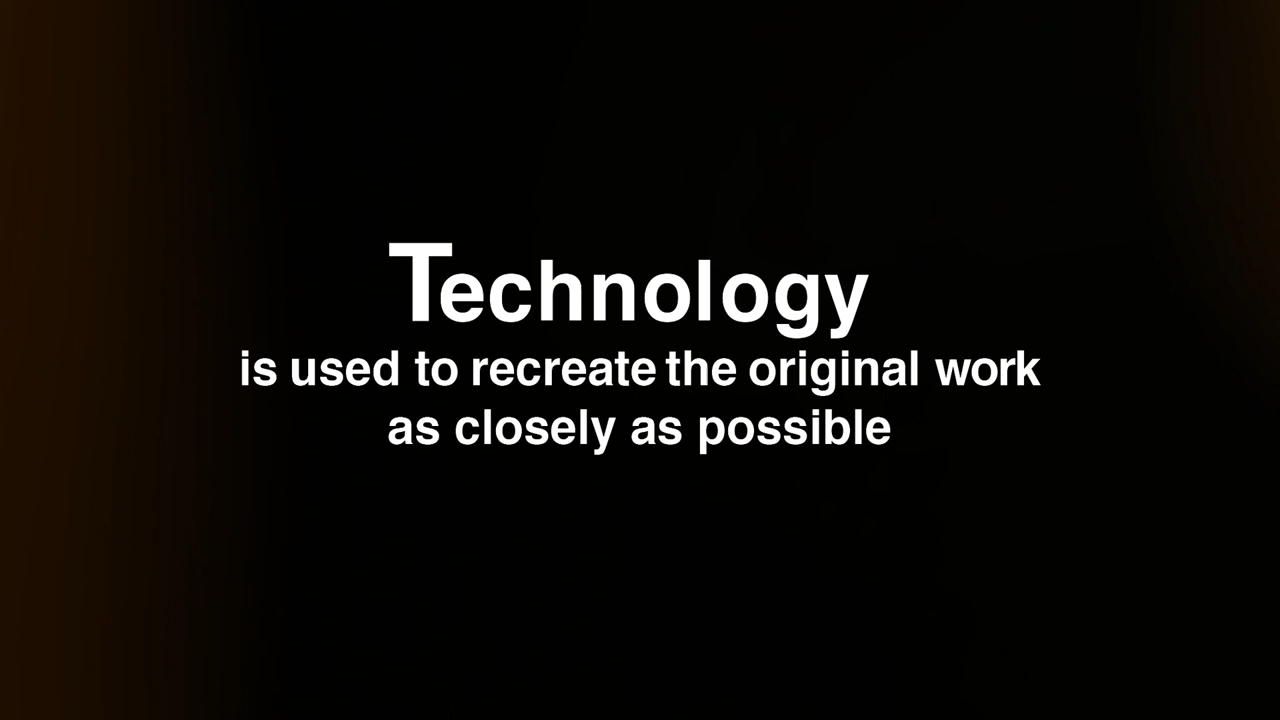 Technology
is used to recreate the original work
as closely as possible